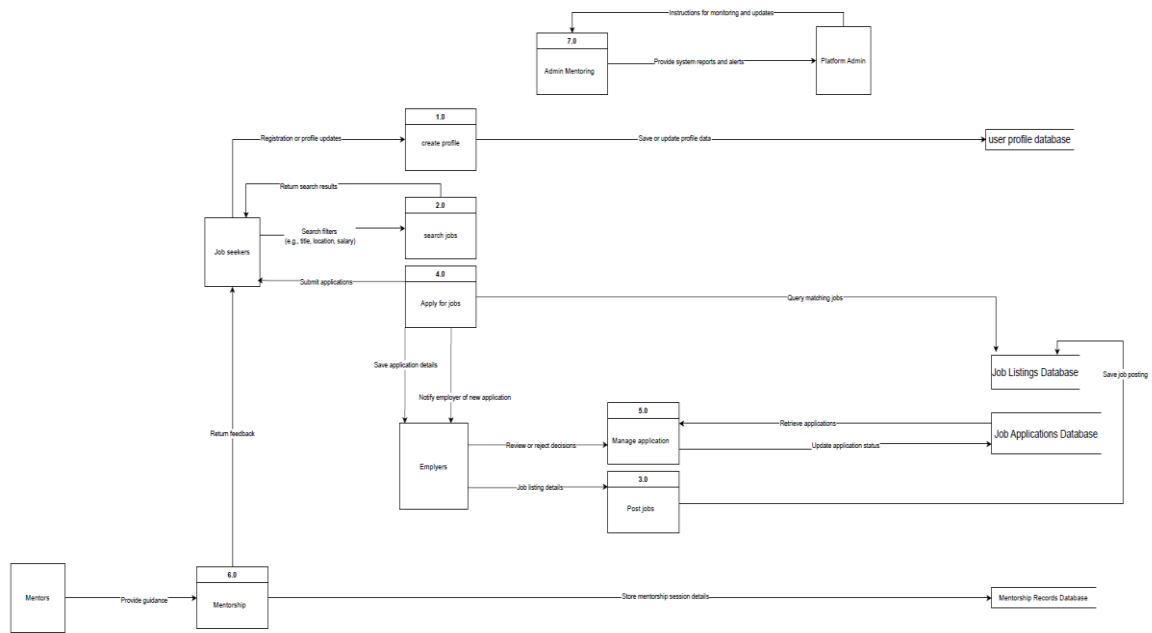 Instructions for monitoring and updates
7.0
Admin Mentoring
Provide system reports and alerts
Platform Admin
1.0
Registration or profile updates
create profile
Save or update profile data
user profile database
Return search results
2.0
Search filters
(e.g., title, location, salary)
search jobs
Job seekers
4.0
Submit applications
Apply for jobs
Query matching jobs
Save application details
Job Listings Database
Save job posting
Notify employer of new application
5.0
Retrieve applications
Return feedback
Manage application
Job Applications Database
Review or reject decisions
Update application status
Emplyers
3.0
Job listing details
Post jobs
6.0
Mentors
Provide guidance
Mentorship
Store mentorship session details
Mentorship Records Database